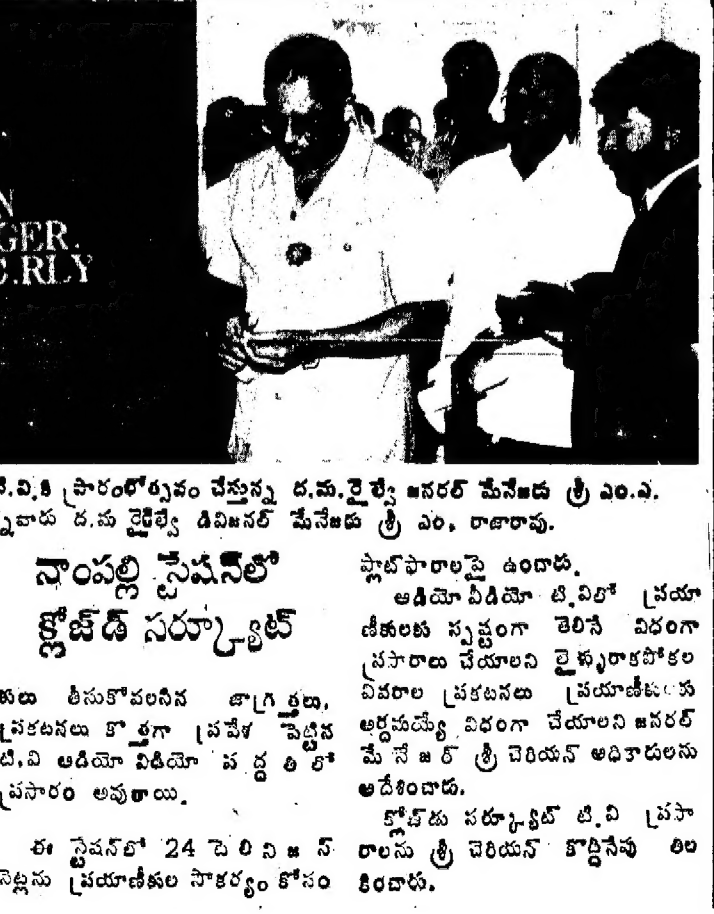 N
GER.
C.RLY
టి.వి.కి ప్రారంభోత్సవం చేస్తున్న ద.మ.రైల్వే జనరల్ మేనేజరు శ్రీ ఎం.ఎ.
న్నవారు ద.మ రైల్వే డివిజనల్ మేనేజరు శ్రీ ఎం. రాజారావు.
నాంపల్లి స్టేషన్‌లో
క్లోజ్‌డ్ సర్క్యూట్
కులు తీసుకోవలసిన జాగ్రత్తలు,
ప్రకటనలు కొత్తగా ప్రవేశ పెట్టిన
టి.వి ఆడియో విడియో పద్ధతిలో
ప్రసారం అవుతాయి.
ఈ స్టేషన్‌లో 24 టెలివిజన్
సెట్లను ప్రయాణీకుల సౌకర్యం కోసం
ప్లాట్‌ఫారాలపై ఉంచారు.
ఆడియో వీడియో టి.విలో ప్రయా
ణీకులకు స్పష్టంగా తెలిసే విధంగా
ప్రసారాలు చేయాలని రైళ్ళరాకపోకల
వివరాల ప్రకటనలు ప్రయాణీకులకు
అర్ధమయ్యే విధంగా చేయాలని జనరల్
మేనేజర్ శ్రీ చెరియన్ అధికారులను
ఆదేశించారు.
క్లోజ్‌డు సర్క్యూట్ టి.వి ప్రసా
రాలను శ్రీ చెరియన్ కొద్దిసేపు తిల
కించారు.